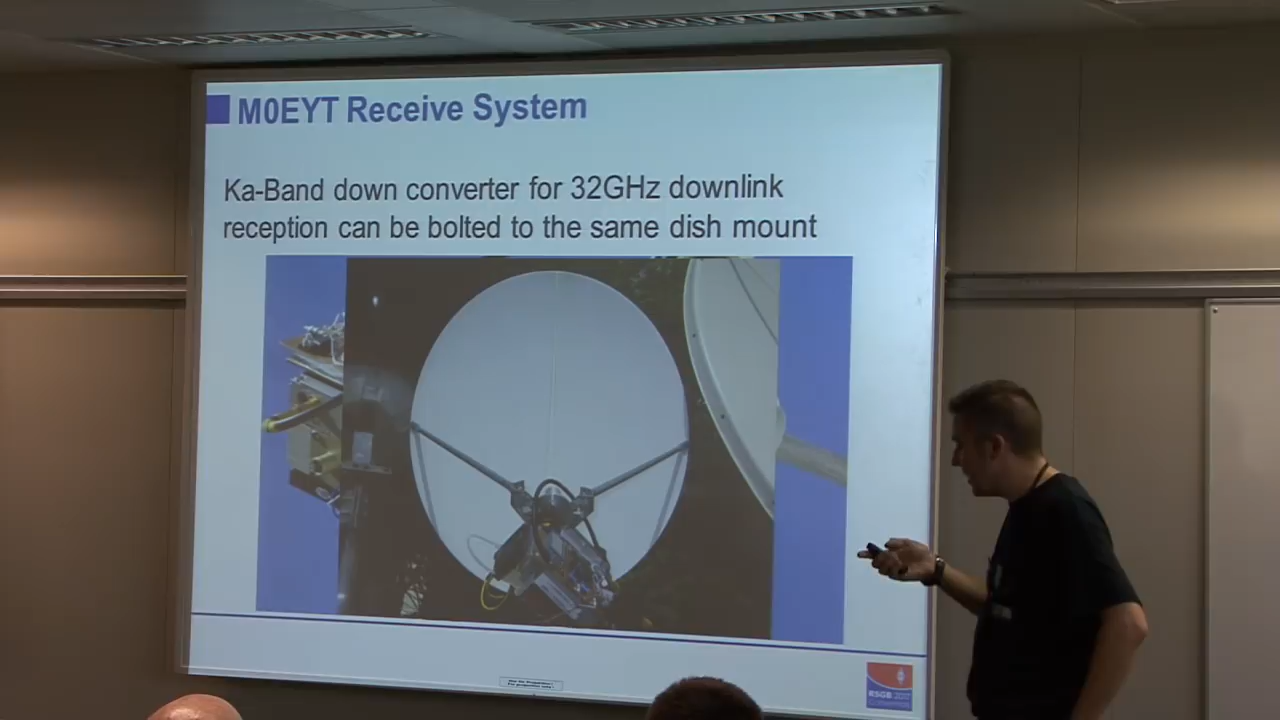 M0EYT Receive System
Ka-Band down converter for 32GHz downlink
reception can be bolted to the same dish mount
RSGB